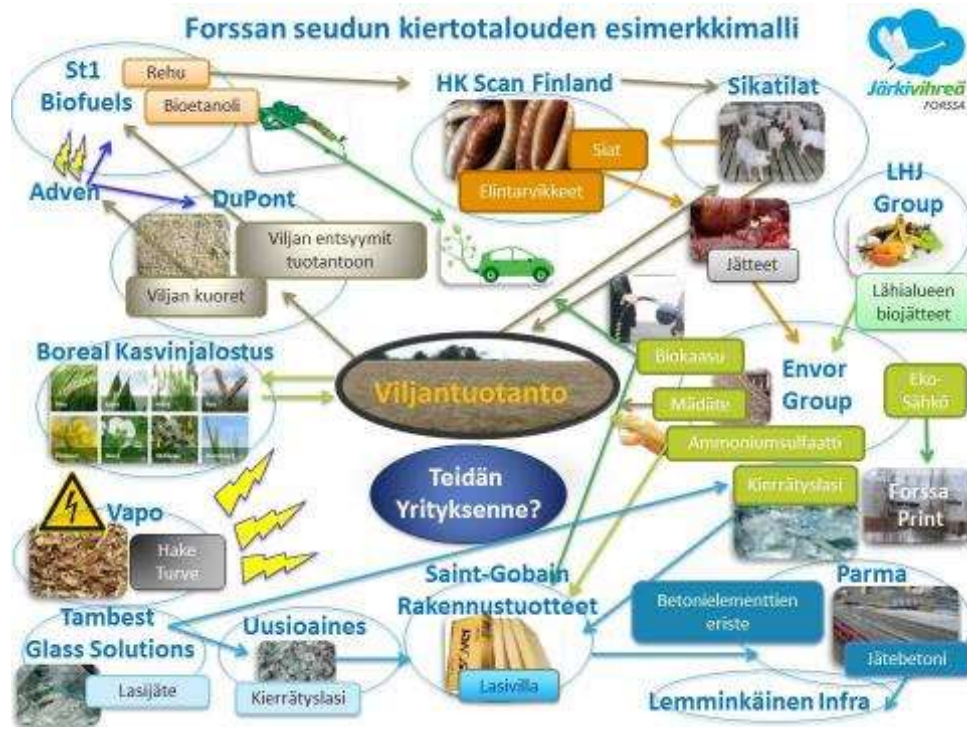 Forssan seudun kiertotalouden esimerkkimalli
Järkivihreä
FORSSA
St1
Biofuels
Rehu
Bioetanoli
HK Scan Finland
Siat
Elintarvikkeet
Sikatilat
Adven
DuPont
Viljan entsyymit
tuotantoon
Viljan kuoret
Jätteet
LHJ
Group
Lähialueen
biojätteet
Boreal Kasvinjalostus
Viljantuotanto
Biokaasu
Mädäte
Ammoniumsulfaatti
Kierrätyslasi
Envor
Group
Eko-
Sähkö
Forssa
Print
Teidän
Yrityksenne?
Vapo
Hake
Turve
Tambest
Glass Solutions
Lasijäte
Uusioaines
Kierrätyslasi
Saint-Gobain
Rakennustuotteet
Lasivilla
Betonielementtien
eriste
Parma
Jätebetoni
Lemminkäinen Infra